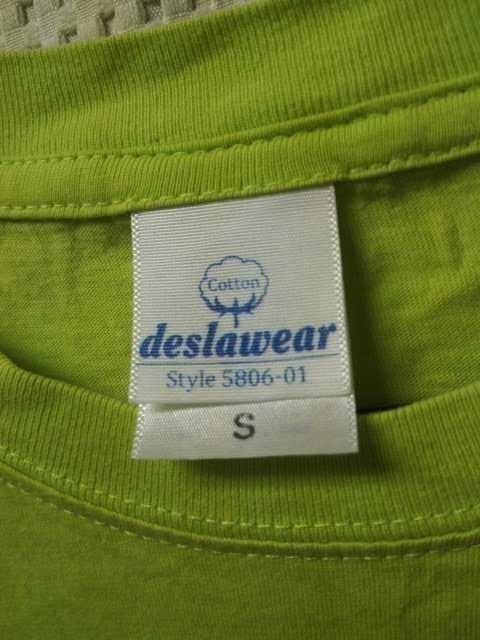 Cotton
deslawear
Style 5806-01
S